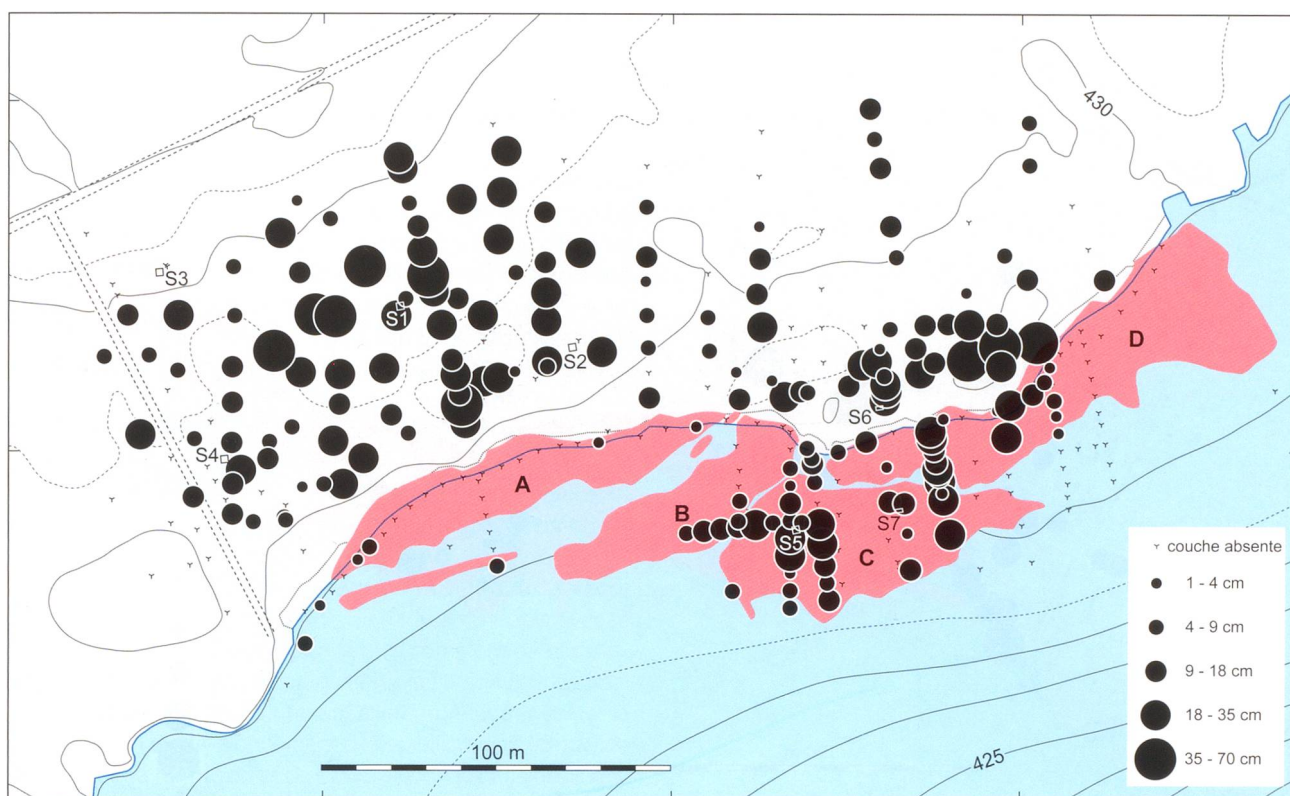 430
S3
S1
S2
D
S6
S4
A
B
S7
S5
C
couche absente
1 - 4 cm
4 - 9 cm
9 - 18 cm
18 - 35 cm
35 - 70 cm
100 m
425